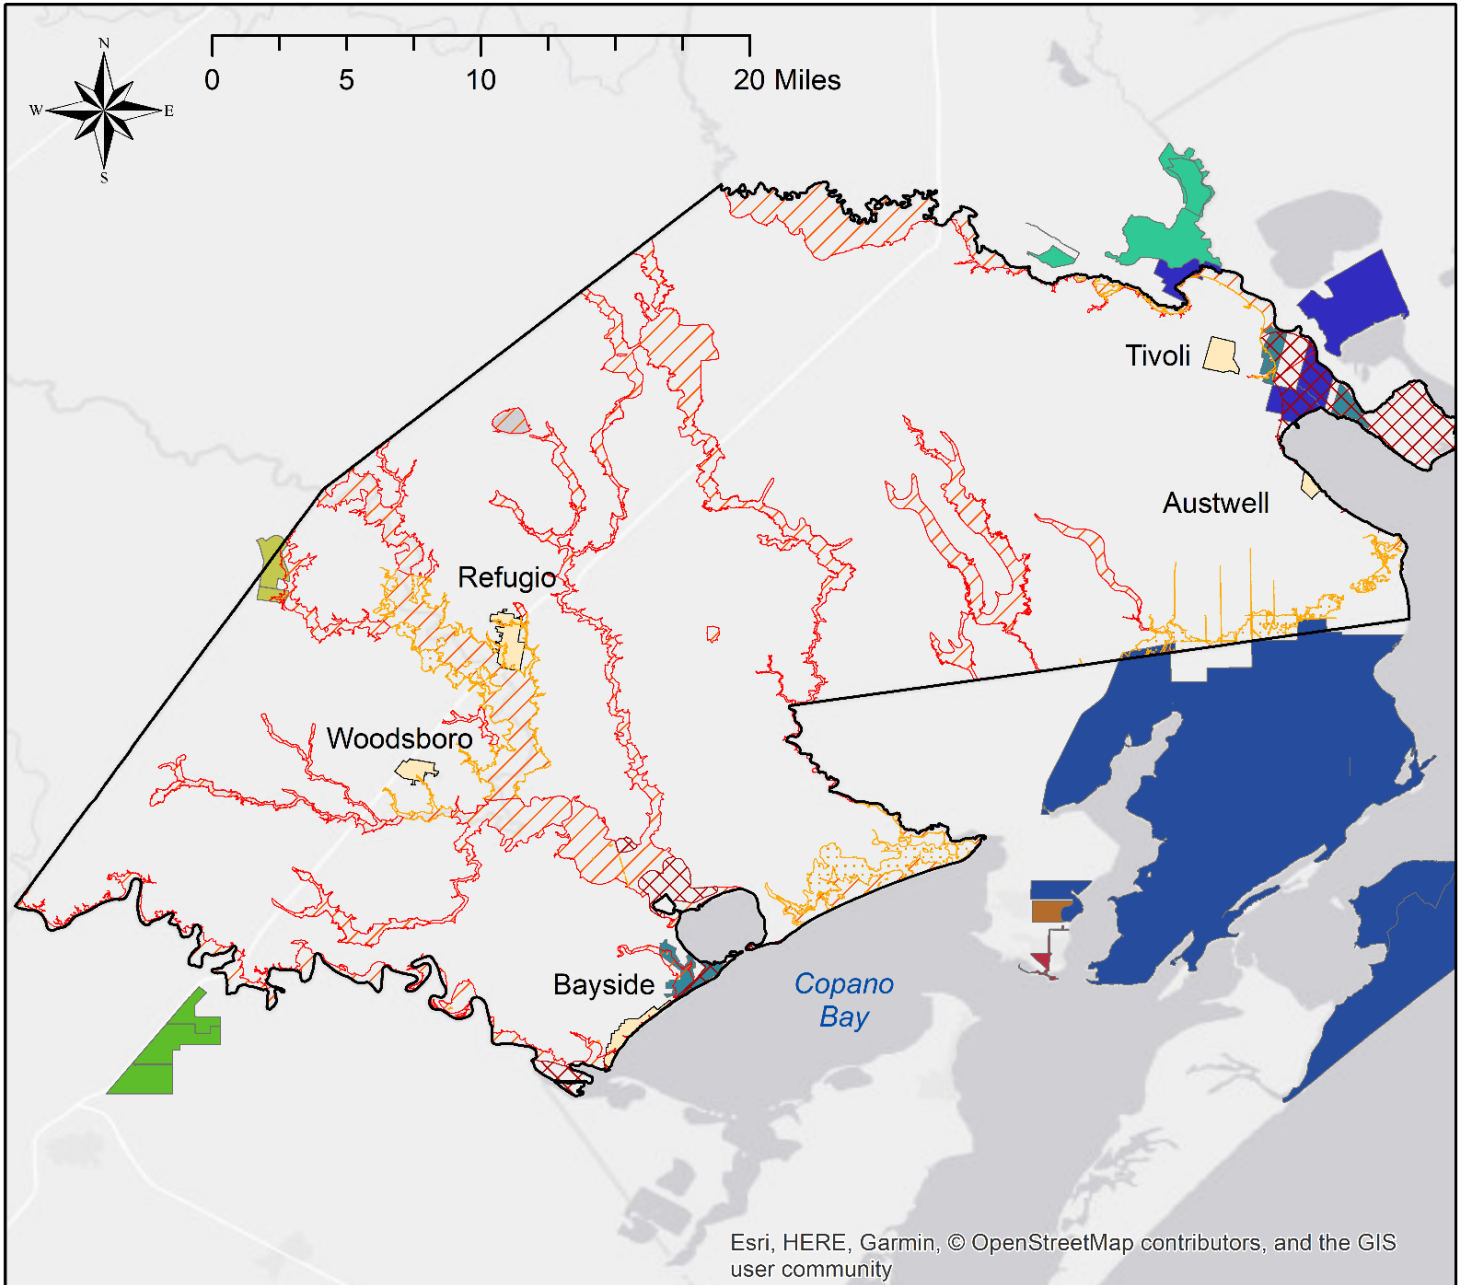 N
W E
S
0 5 10 20 Miles
Tivoli
Austwell
Refugio
Woodsboro
Bayside
Copano
Bay
Esri, HERE, Garmin, © OpenStreetMap contributors, and the GIS
user community